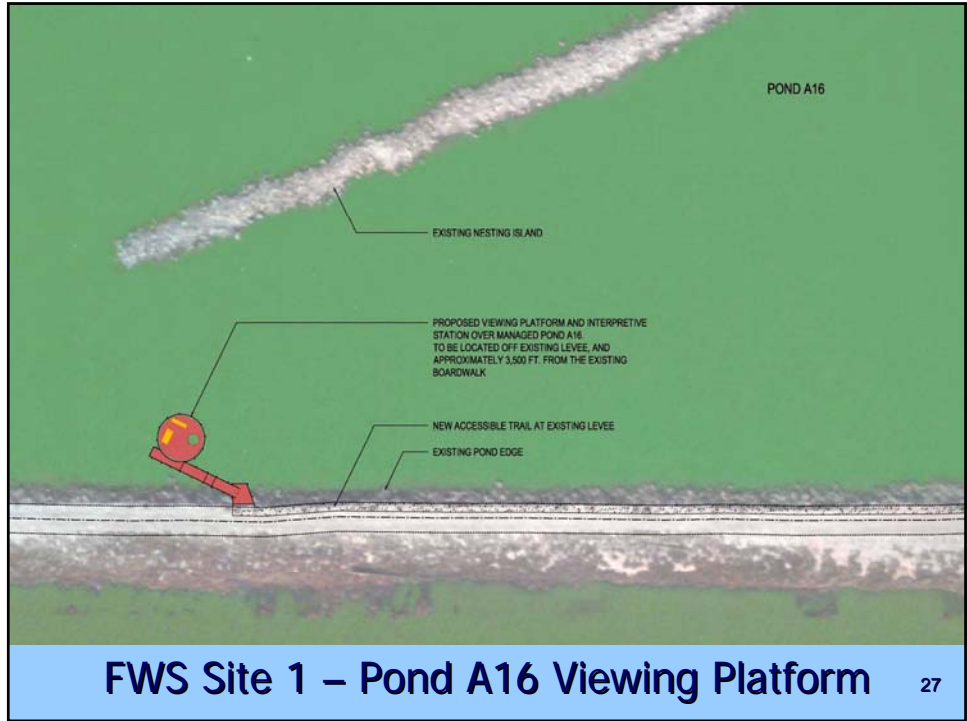 POND A16
EXISTING NESTING ISLAND
PROPOSED VIEWING PLATFORM AND INTERPRETIVE
STATION OVER MANAGED POND A16.
TO BE LOCATED OFF EXISTING LEVEE, AND
APPROXIMATELY 3,500 FT. FROM THE EXISTING
BOARDWALK
NEW ACCESSIBLE TRAIL AT EXISTING LEVEE
EXISTING POND EDGE
FWS Site 1 – Pond A16 Viewing Platform
27